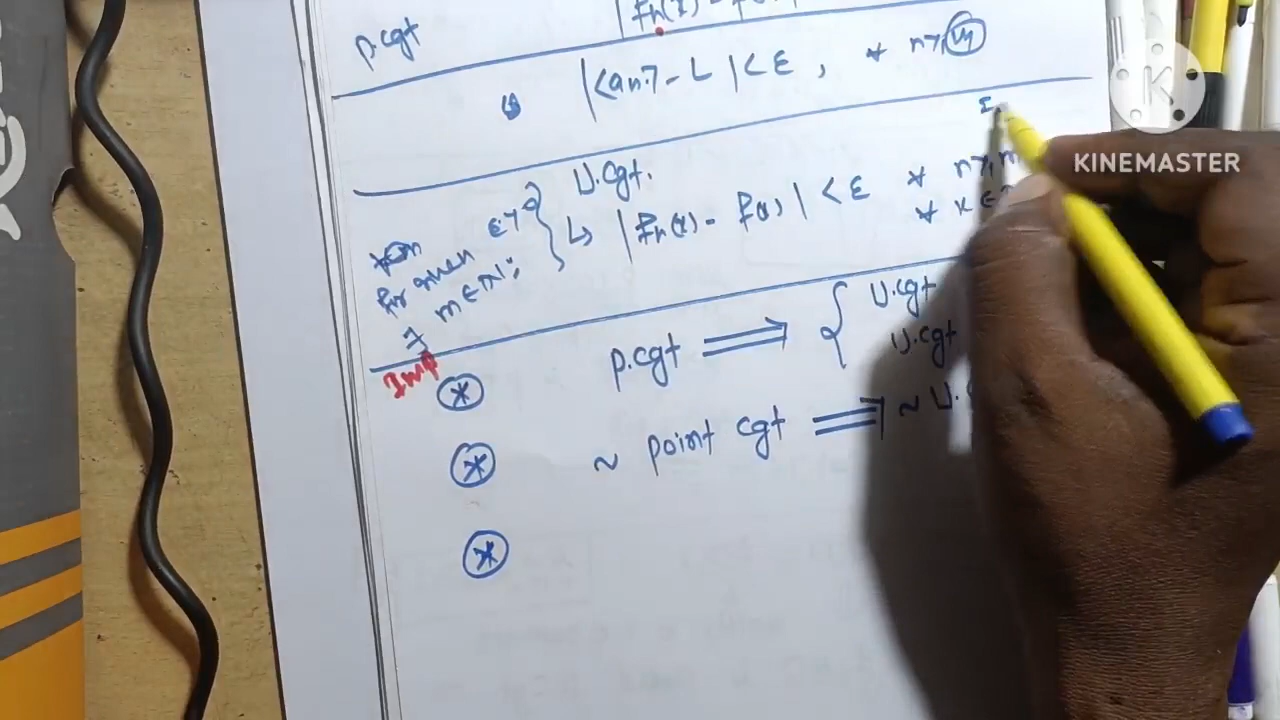 p.cgt
|<an> - L | < ε , ∀ n ≥ m
KINEMASTER
U.Cgt.
for given ε > 0
∃ m ∈ N:
↳ | fn(x) - f(x) | < ε ∀ n ≥ m
∀ x ∈
Imp
* p.cgt ⟹ { U.cgt
U.cgt
* ~ point cgt ⟹ ~ U.
*